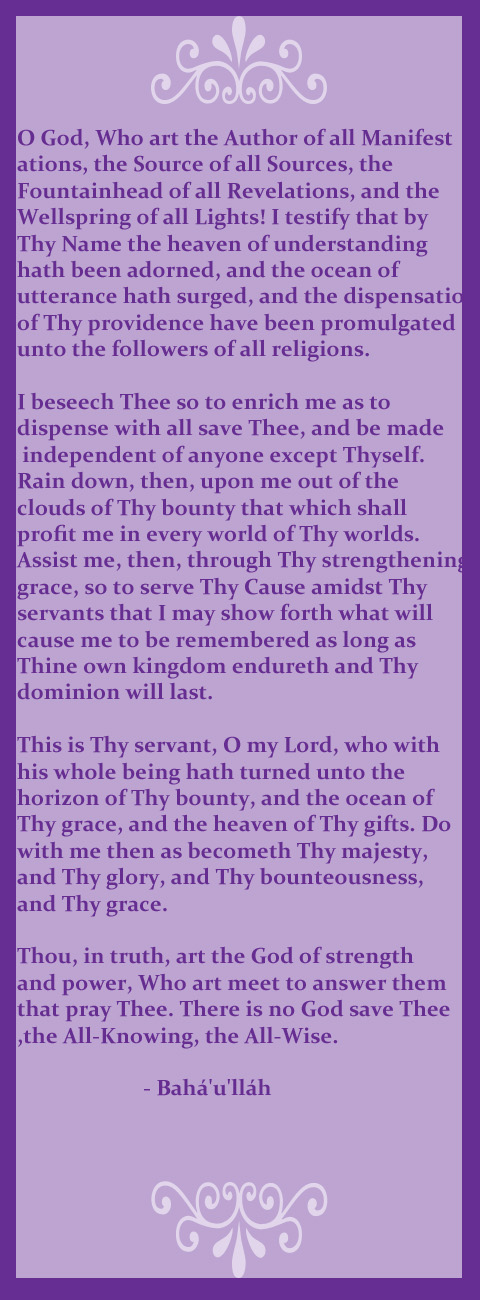 O God, Who art the Author of all Manifest
ations, the Source of all Sources, the
Fountainhead of all Revelations, and the
Wellspring of all Lights! I testify that by
Thy Name the heaven of understanding
hath been adorned, and the ocean of
utterance hath surged, and the dispensatio
of Thy providence have been promulgated
unto the followers of all religions.

I beseech Thee so to enrich me as to
dispense with all save Thee, and be made
independent of anyone except Thyself.
Rain down, then, upon me out of the
clouds of Thy bounty that which shall
profit me in every world of Thy worlds.
Assist me, then, through Thy strengthening
grace, so to serve Thy Cause amidst Thy
servants that I may show forth what will
cause me to be remembered as long as
Thine own kingdom endureth and Thy
dominion will last.

This is Thy servant, O my Lord, who with
his whole being hath turned unto the
horizon of Thy bounty, and the ocean of
Thy grace, and the heaven of Thy gifts. Do
with me then as becometh Thy majesty,
and Thy glory, and Thy bounteousness,
and Thy grace.

Thou, in truth, art the God of strength
and power, Who art meet to answer them
that pray Thee. There is no God save Thee
,the All-Knowing, the All-Wise.

- Bahá'u'lláh